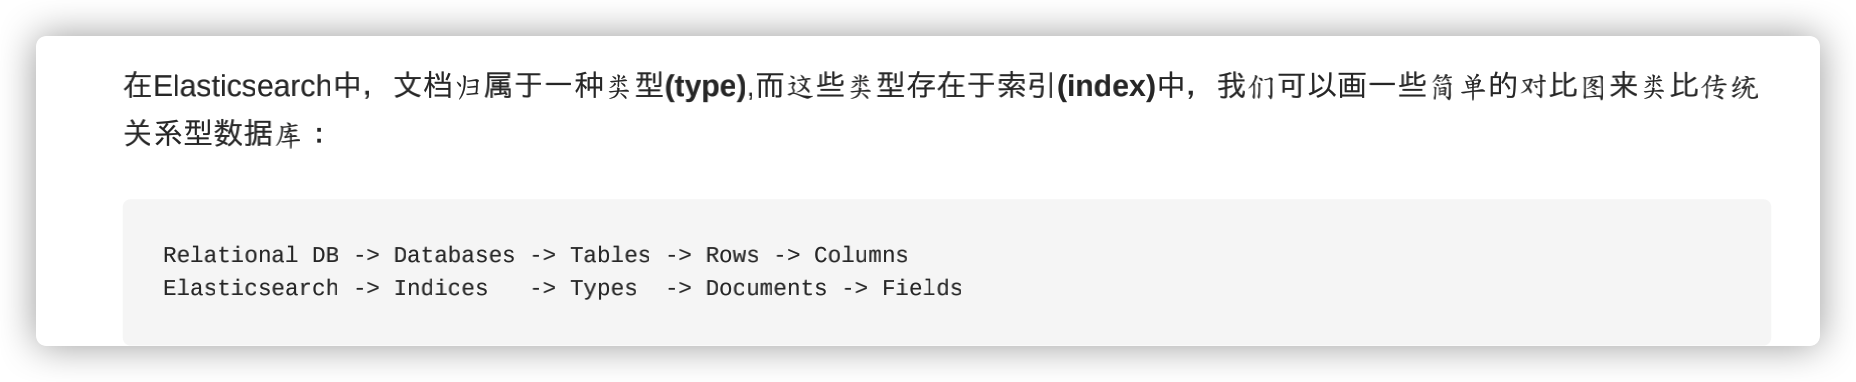 在Elasticsearch中，文档归属于一种类型(type),而这些类型存在于索引(index)中，我们可以画一些简单的对比图来类比传统
关系型数据库：
Relational DB -> Databases -> Tables -> Rows -> Columns
Elasticsearch -> Indices   -> Types  -> Documents -> Fields